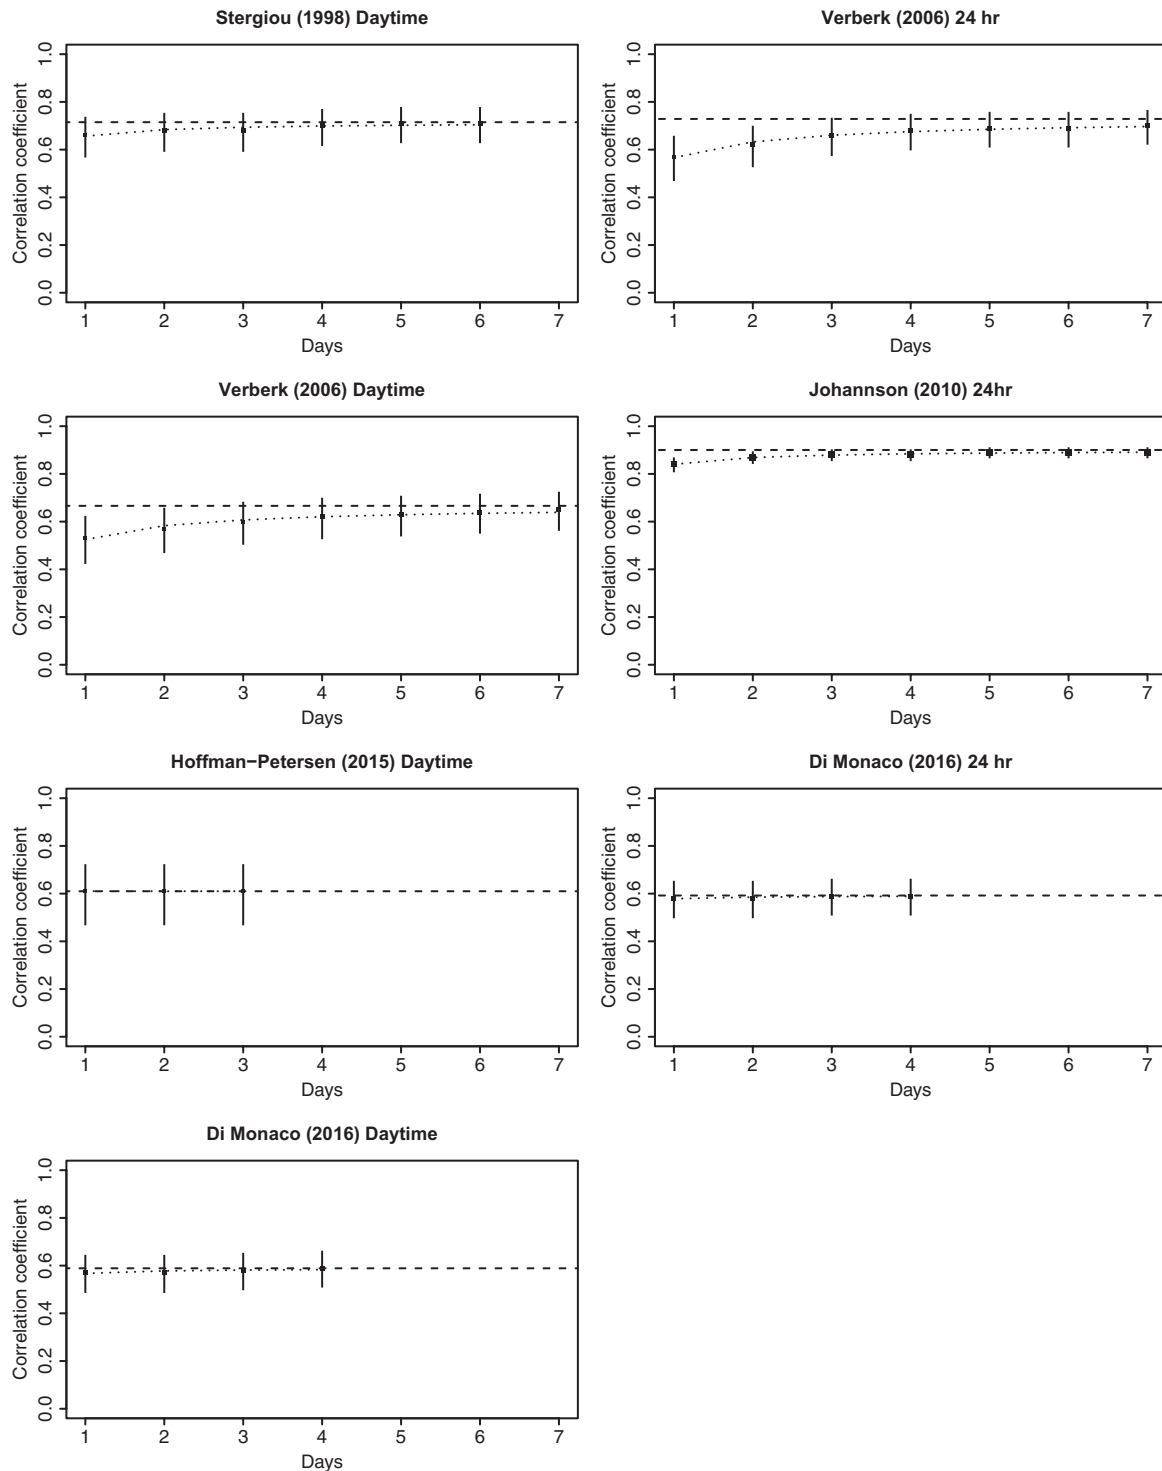 Stergiou (1998) Daytime
Correlation coefficient
0.0 0.2 0.4 0.6 0.8 1.0
1 2 3 4 5 6 7
Days
Verberk (2006) 24 hr
Correlation coefficient
0.0 0.2 0.4 0.6 0.8 1.0
1 2 3 4 5 6 7
Days
Verberk (2006) Daytime
Correlation coefficient
0.0 0.2 0.4 0.6 0.8 1.0
1 2 3 4 5 6 7
Days
Johannson (2010) 24hr
Correlation coefficient
0.0 0.2 0.4 0.6 0.8 1.0
1 2 3 4 5 6 7
Days
Hoffman−Petersen (2015) Daytime
Correlation coefficient
0.0 0.2 0.4 0.6 0.8 1.0
1 2 3 4 5 6 7
Days
Di Monaco (2016) 24 hr
Correlation coefficient
0.0 0.2 0.4 0.6 0.8 1.0
1 2 3 4 5 6 7
Days
Di Monaco (2016) Daytime
Correlation coefficient
0.0 0.2 0.4 0.6 0.8 1.0
1 2 3 4 5 6 7
Days